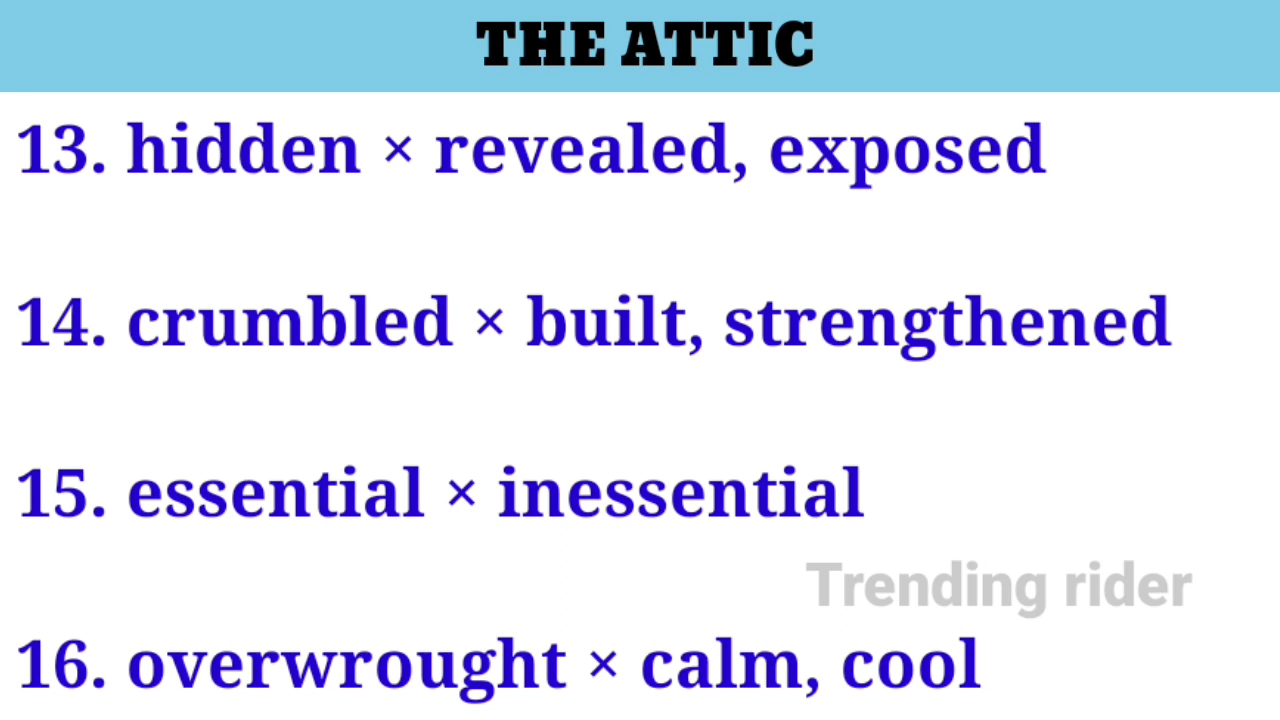 THE ATTIC
13. hidden × revealed, exposed
14. crumbled × built, strengthened
15. essential × inessential
Trending rider
16. overwrought × calm, cool